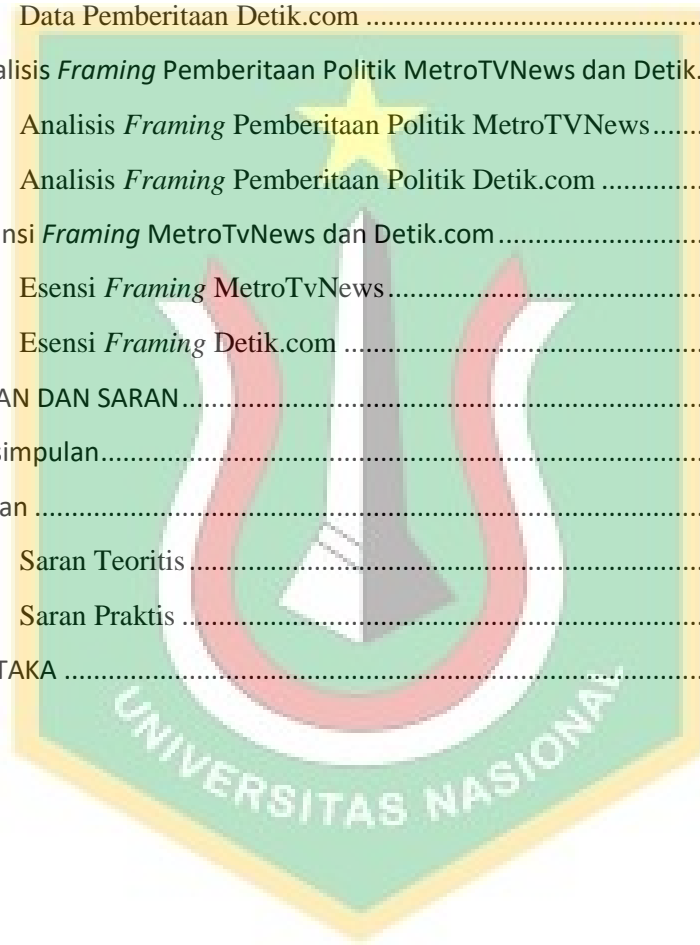 Data Pemberitaan Detik.com ..........................................................
alisis Framing Pemberitaan Politik MetroTVNews dan Detik.
Analisis Framing Pemberitaan Politik MetroTVNews.......
Analisis Framing Pemberitaan Politik Detik.com ..............
nsi Framing MetroTvNews dan Detik.com............................
Esensi Framing MetroTvNews..........................................
Esensi Framing Detik.com ...............................................
AN DAN SARAN.....................................................................
simpulan.................................................................................
an ..........................................................................................
Saran Teoritis....................................................................
Saran Praktis .....................................................................
TAKA ......................................................................................
UNIVERSITAS NASIONAL